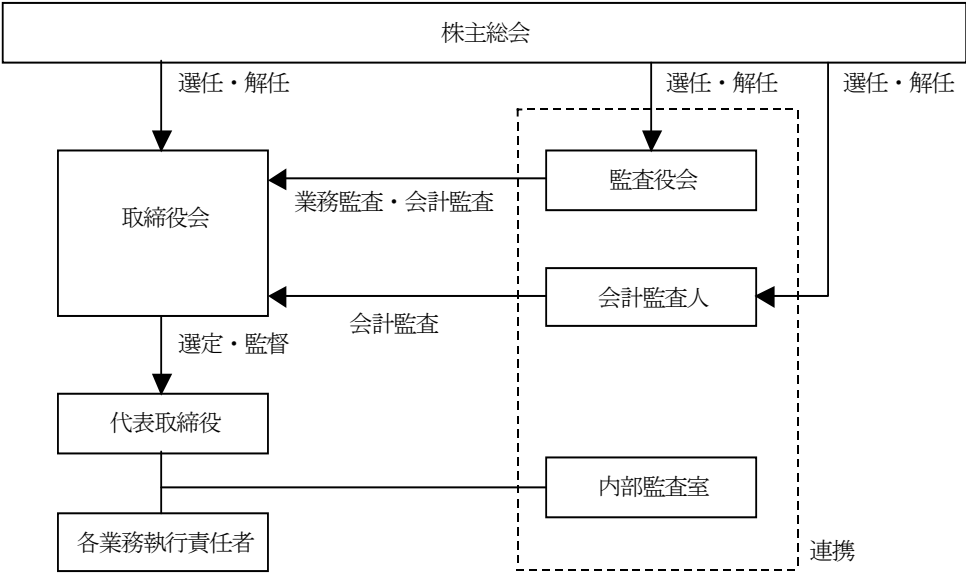 株主総会
選任・解任
選任・解任
選任・解任
監査役会
業務監査・会計監査
取締役会
会計監査人
会計監査
選定・監督
代表取締役
内部監査室
各業務執行責任者
連携